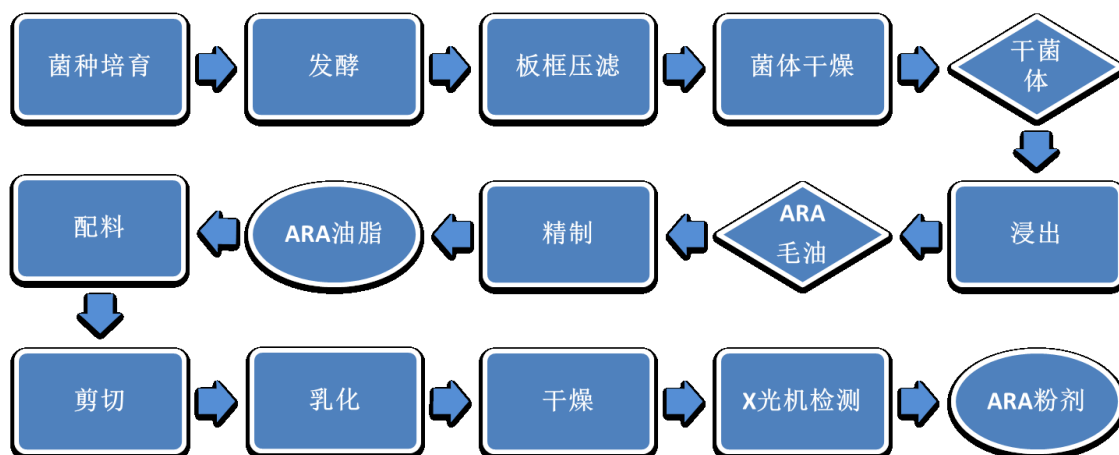 菌种培育
发酵
板框压滤
菌体干燥
干菌
体
浸出
ARA
毛油
精制
ARA油脂
配料
剪切
乳化
干燥
X光机检测
ARA粉剂